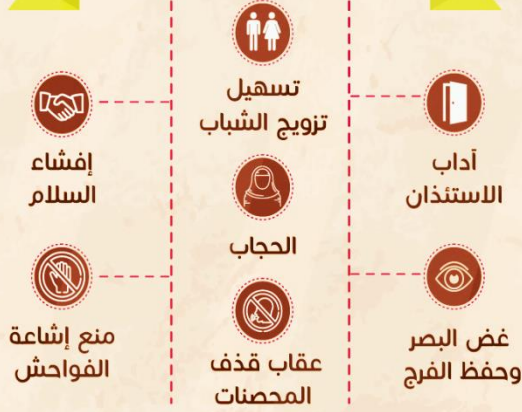 آداب
الاستئذان
غض البصر
وحفظ الفرج
تسهيل
تزويج الشباب
الحجاب
عقاب قذف
المحصنات
إفشاء
السلام
منع إشاعة
الفواحش